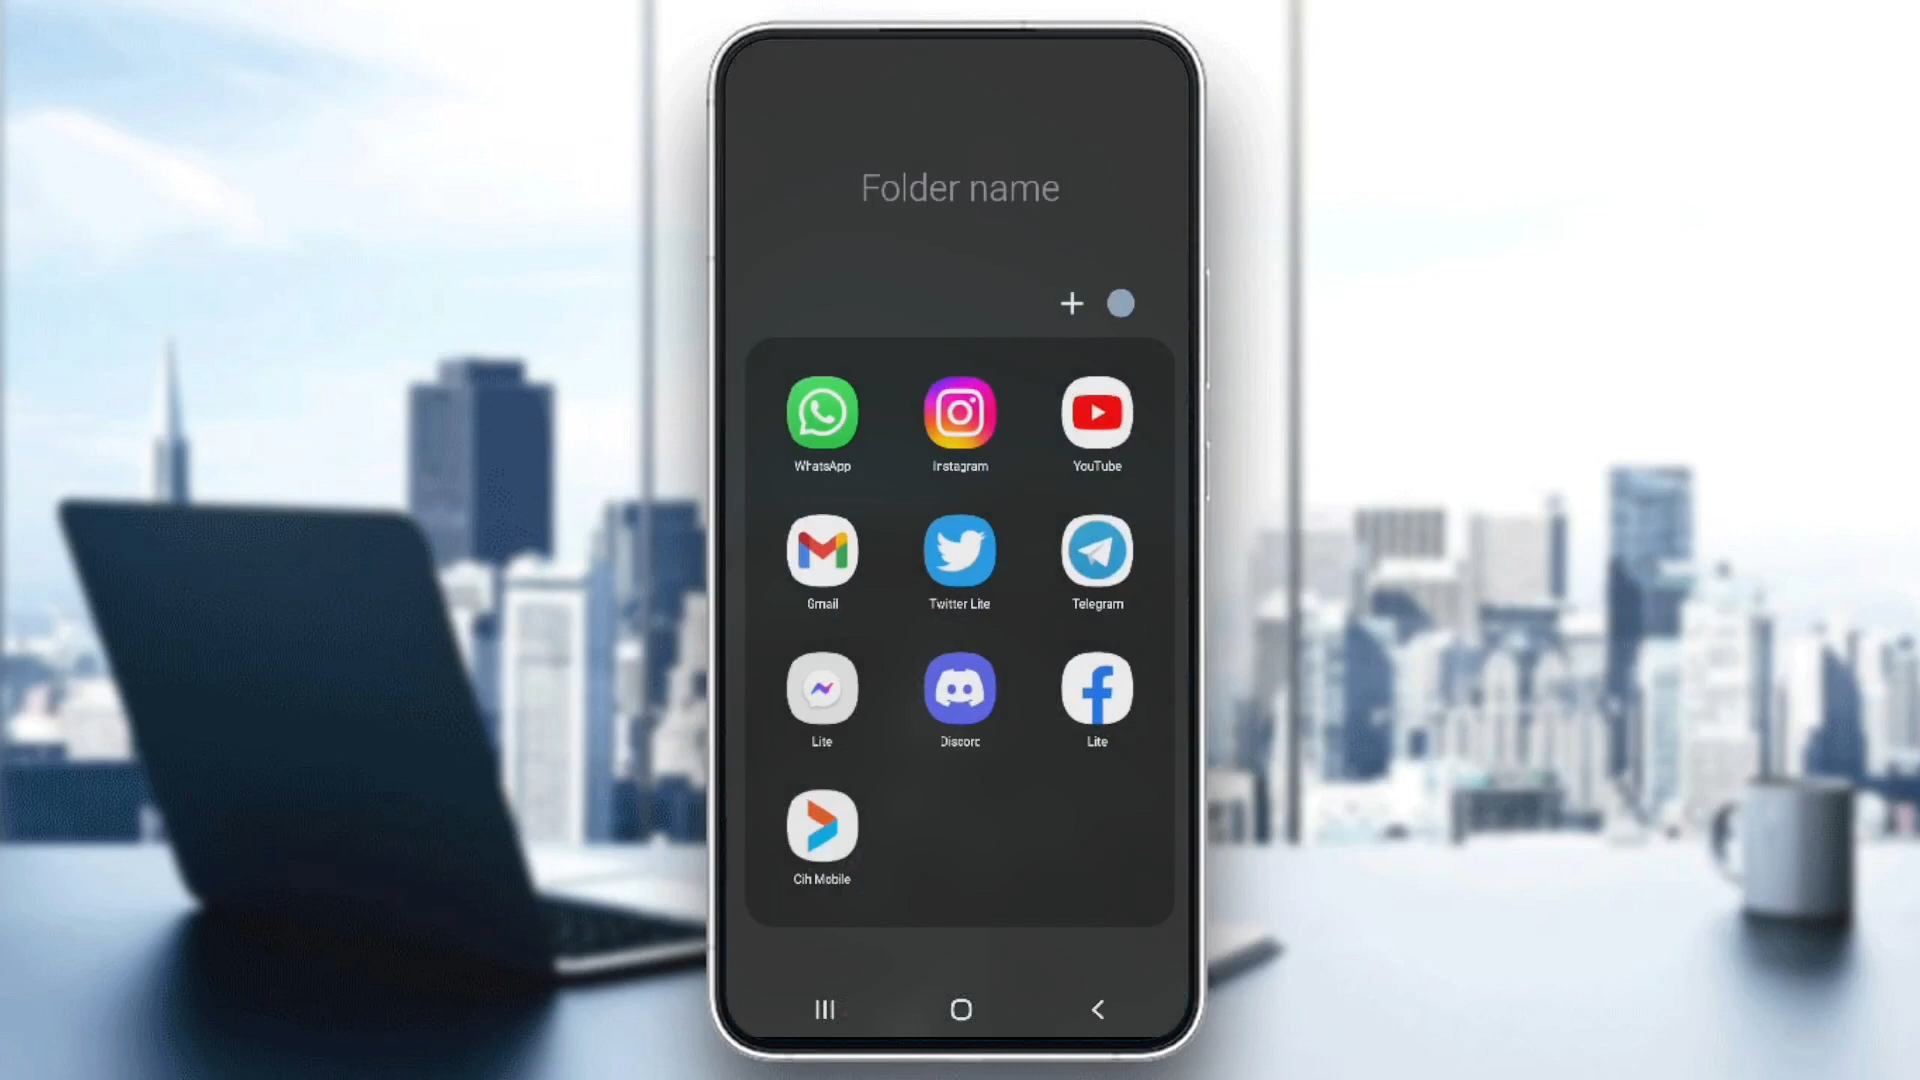 Folder name
WhatsApp
Instagram
YouTube
Gmail
Twitter Lite
Telegram
Lite
Discord
Lite
Cih Mobile